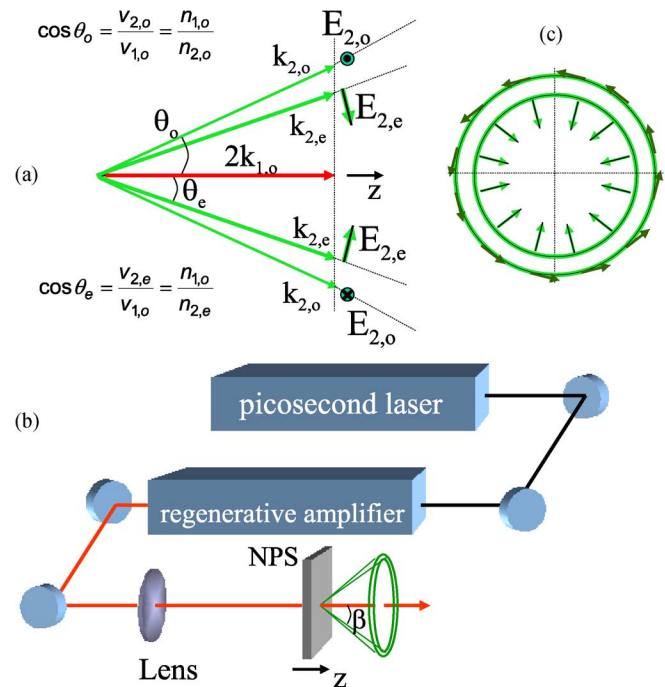 cos θₒ = v₂,ₒ / v₁,ₒ = n₁,ₒ / n₂,ₒ
E₂,ₒ
(c)
k₂,ₒ
k₂,ₑ
E₂,ₑ
θₒ
2k₁,ₒ
(a)
z
θₑ
k₂,ₑ
E₂,ₑ
k₂,ₒ
cos θₑ = v₂,ₑ / v₁,ₒ = n₁,ₒ / n₂,ₑ
E₂,ₒ
picosecond laser
(b)
regenerative amplifier
NPS
β
Lens
z